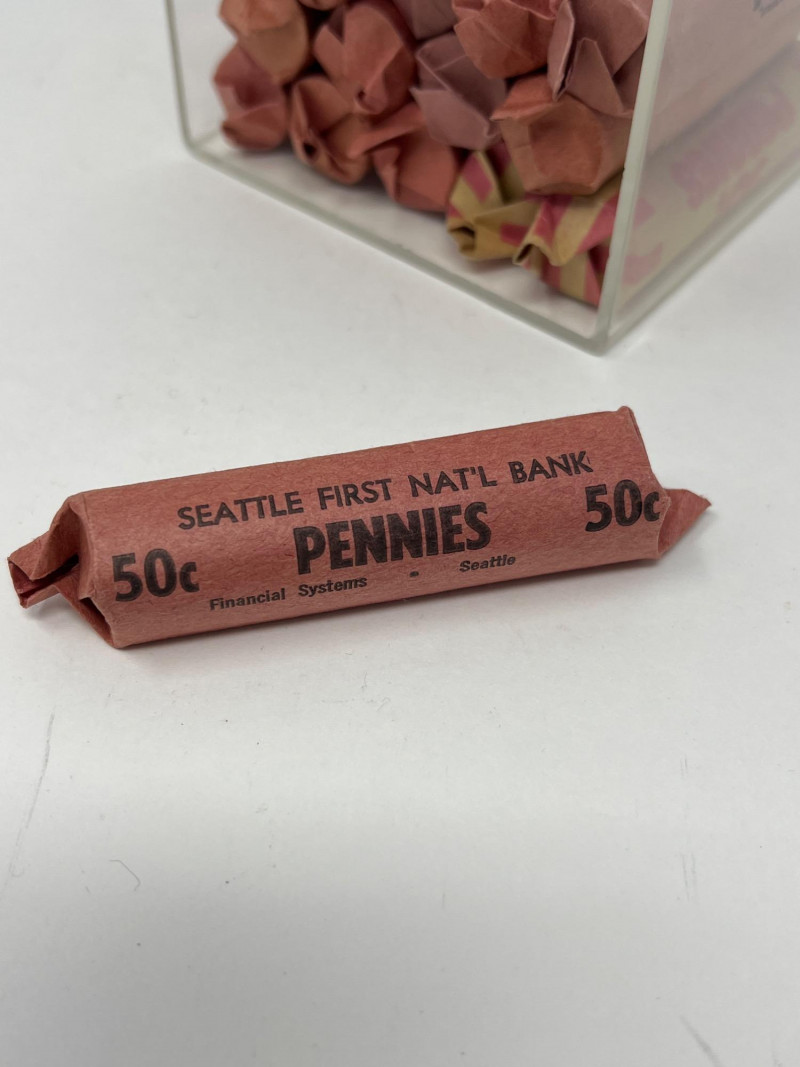 SEATTLE FIRST NAT'L BANK
50c PENNIES 50c
Financial Systems - Seattle